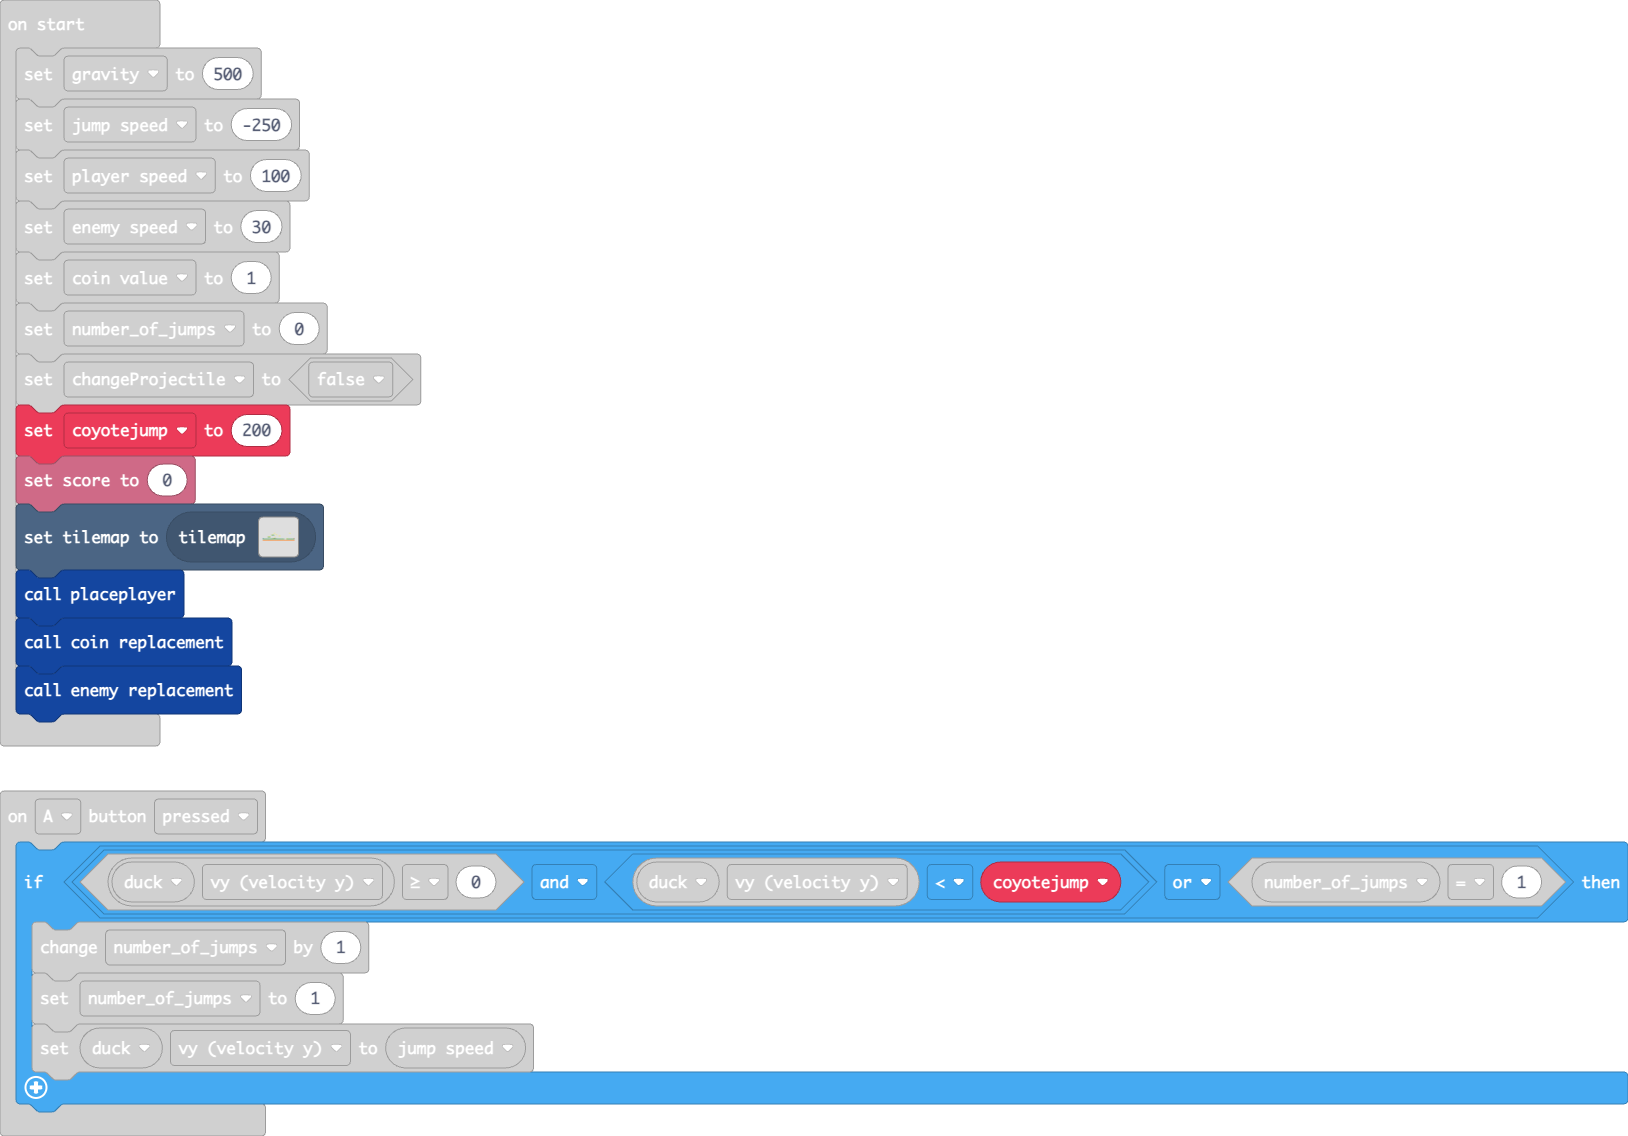 on start
set gravity to 500
set jump speed to -250
set player speed to 100
set enemy speed to 30
set coin value to 1
set number_of_jumps to 0
set changeProjectile to false
set coyotejump to 200
set score to 0
set tilemap to tilemap
call placeplayer
call coin replacement
call enemy replacement
on A button pressed
if duck vy (velocity y) ≥ 0 and duck vy (velocity y) < coyotejump or number_of_jumps = 1 then
change number_of_jumps by 1
set number_of_jumps to 1
set duck vy (velocity y) to jump speed